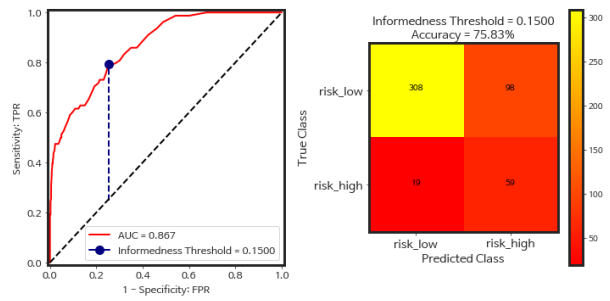 1.0
0.8
0.6
0.4
0.2
0.0
Sensitivity: TPR
AUC = 0.867
Informedness Threshold = 0.1500
0.0 0.2 0.4 0.6 0.8 1.0
1 - Specificity: FPR
Informedness Threshold = 0.1500
Accuracy = 75.83%
True Class
risk_low 308 98
risk_high 19 59
risk_low risk_high
Predicted Class
300
250
200
150
100
50